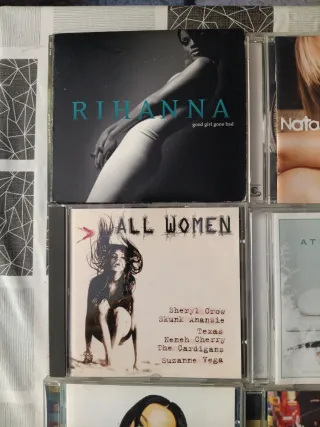 RIHANNA
good girl gone bad
Nata
ALL WOMEN
AT
Sheryl Crow
Skunk Anansie
Texas
Neneh Cherry
The Cardigans
Suzanne Vega